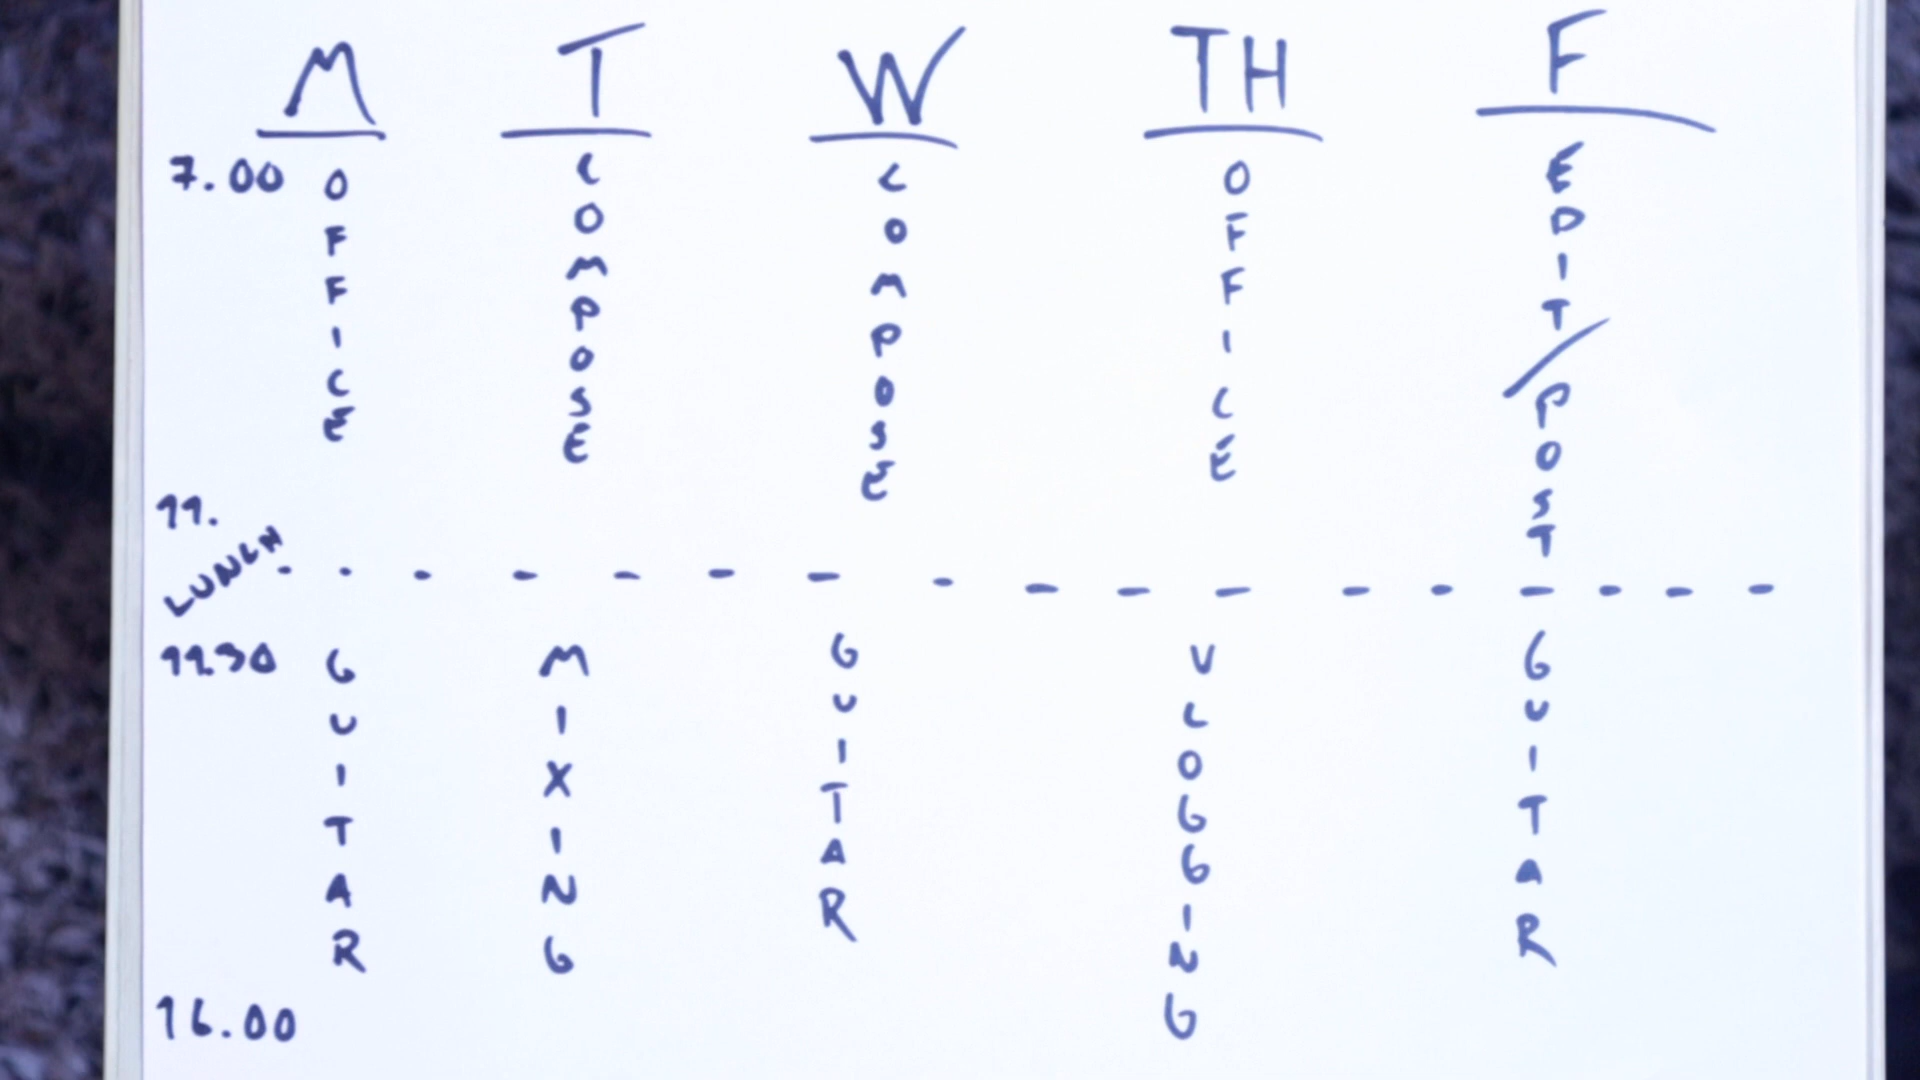 M T W TH F
7.00 OFFICE COMPOSE COMPOSE OFFICE EDIT/POST
11.
LUNCH
11.30 GUITAR MIXING GUITAR VLOGGING GUITAR
16.00